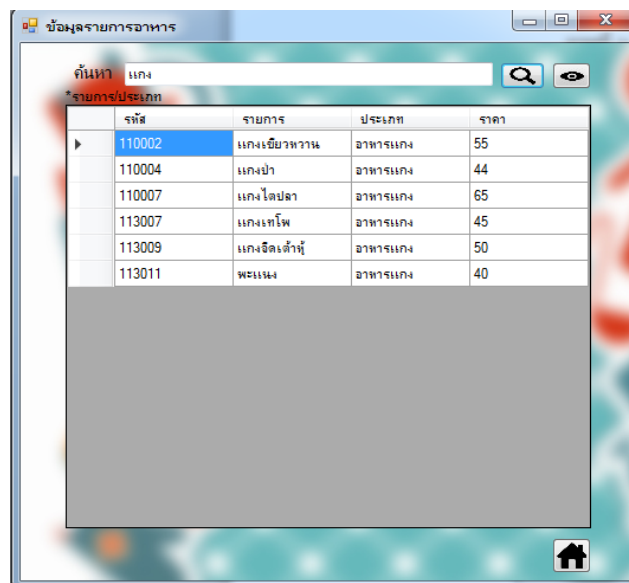 ข้อมูลรายการอาหาร
ค้นหา แกง
*รายการ/ประเภท
รหัส รายการ ประเภท ราคา
110002 แกงเขียวหวาน อาหารแกง 55
110004 แกงป่า อาหารแกง 44
110007 แกงไตปลา อาหารแกง 65
113007 แกงเทโพ อาหารแกง 45
113009 แกงจืดเต้าหู้ อาหารแกง 50
113011 พะแนง อาหารแกง 40